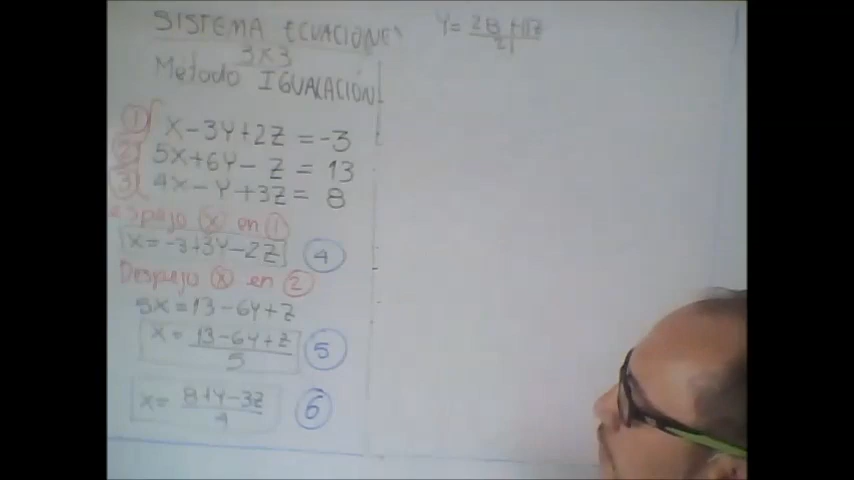 SISTEMA ECUACIONES
3x3
Metodo IGUALACIÓN
1 X-3Y+2Z = -3
2 5X+6Y- Z = 13
3 4X-Y+3Z = 8
espejo X en 1
X=-3+3Y-2Z 4
Despejo X en 2
5X=13-6Y+Z
X= 13-6Y+Z
5 5
X= 8+Y-3Z 6
4
Y= 28+11Z
21